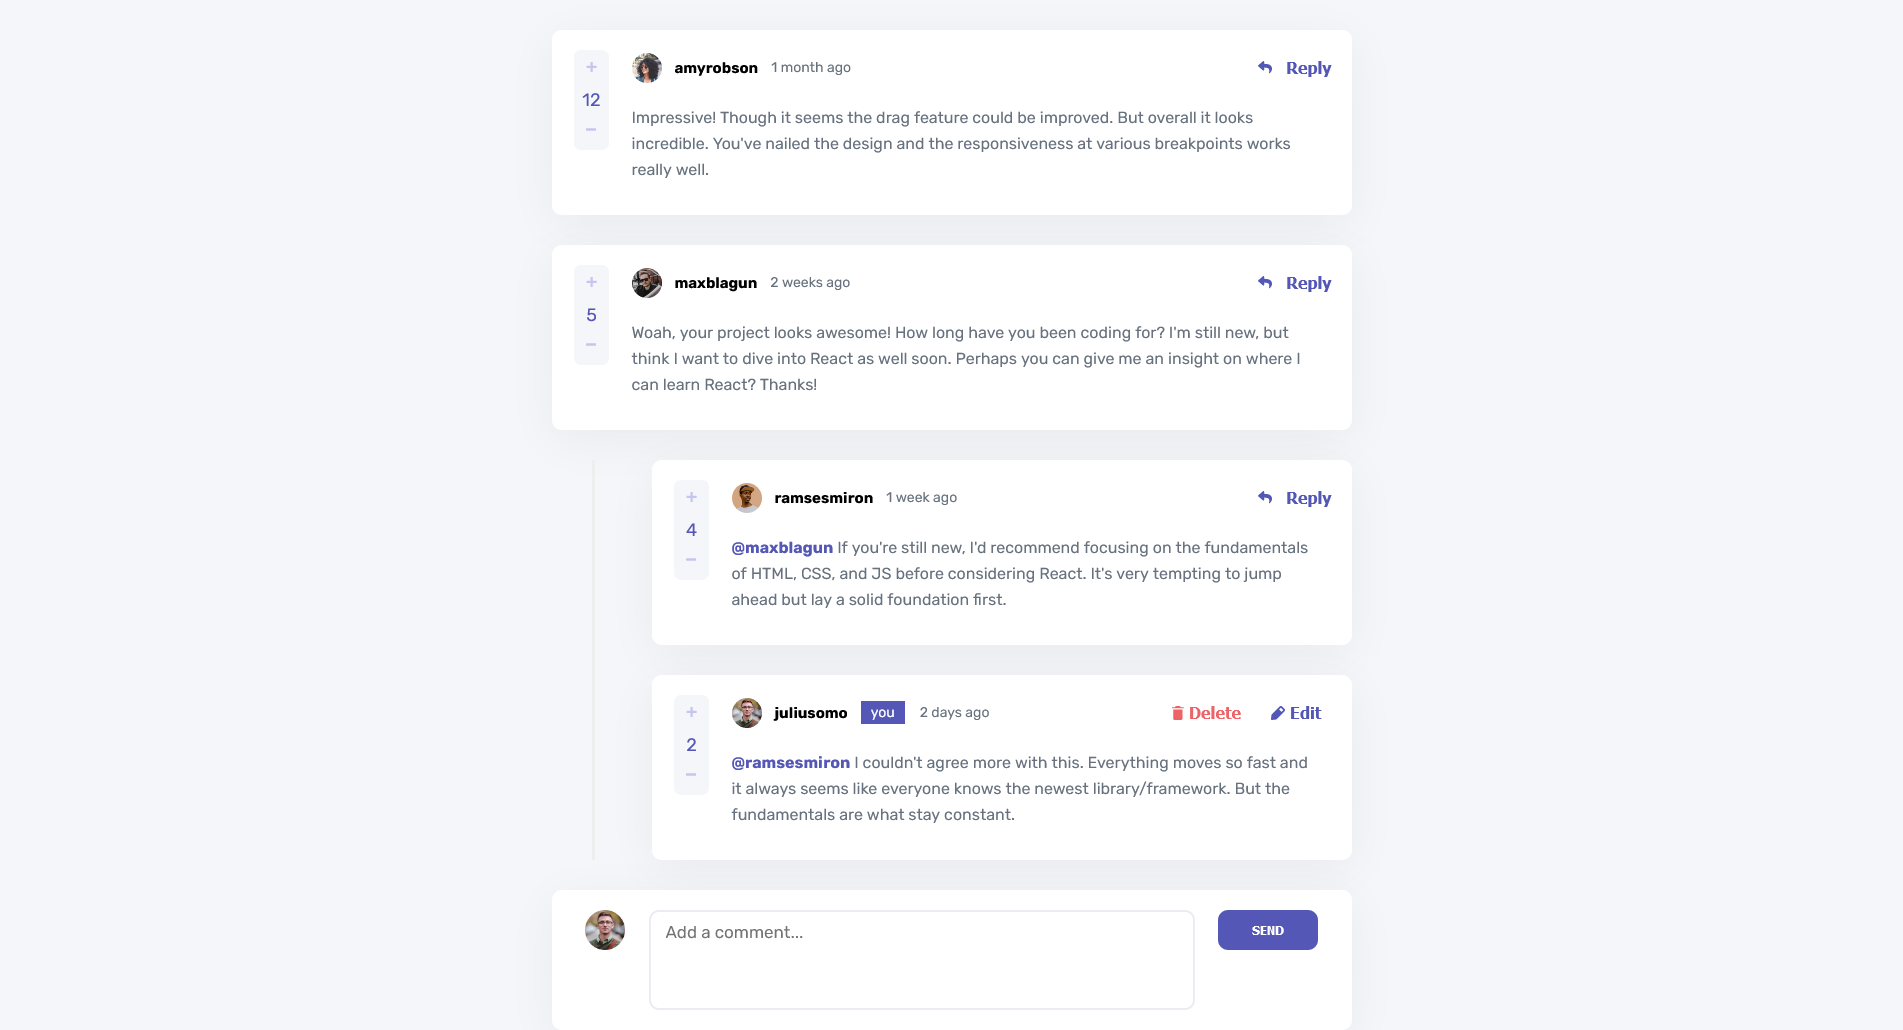 +
amyrobson 1 month ago Reply
12
−
Impressive! Though it seems the drag feature could be improved. But overall it looks
incredible. You've nailed the design and the responsiveness at various breakpoints works
really well.
+
maxblagun 2 weeks ago Reply
5
−
Woah, your project looks awesome! How long have you been coding for? I'm still new, but
think I want to dive into React as well soon. Perhaps you can give me an insight on where I
can learn React? Thanks!
+
ramsesmiron 1 week ago Reply
4
−
@maxblagun If you're still new, I'd recommend focusing on the fundamentals
of HTML, CSS, and JS before considering React. It's very tempting to jump
ahead but lay a solid foundation first.
+
juliusomo you 2 days ago Delete Edit
2
−
@ramsesmiron I couldn't agree more with this. Everything moves so fast and
it always seems like everyone knows the newest library/framework. But the
fundamentals are what stay constant.
Add a comment... SEND